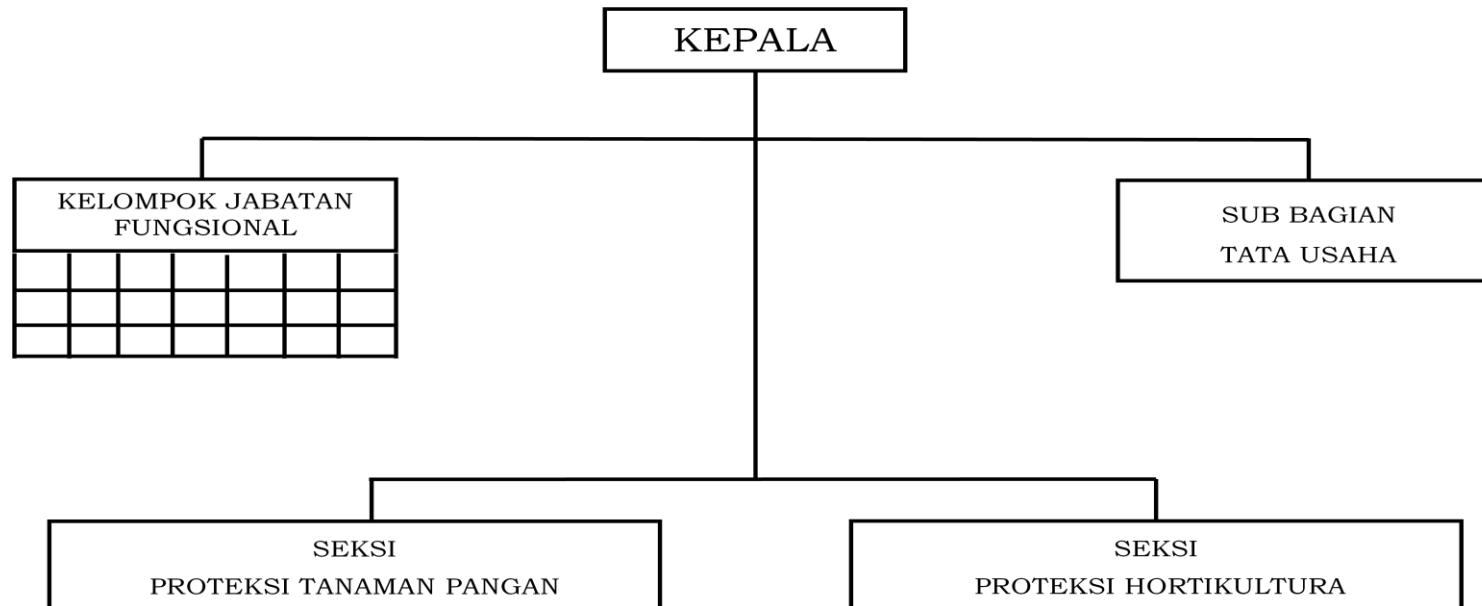 KEPALA
KELOMPOK JABATAN
FUNGSIONAL
SUB BAGIAN
TATA USAHA
SEKSI
PROTEKSI TANAMAN PANGAN
SEKSI
PROTEKSI HORTIKULTURA